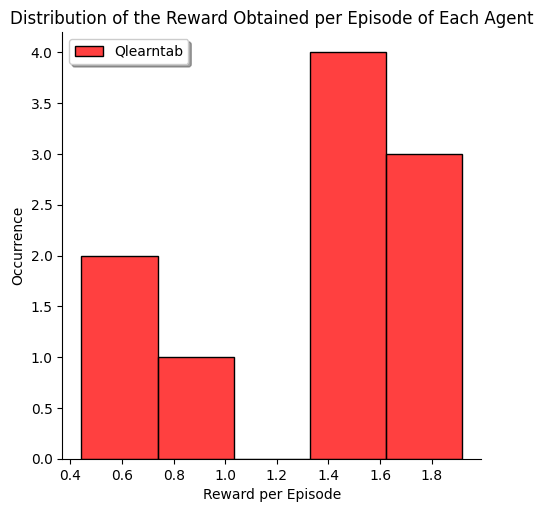 Distribution of the Reward Obtained per Episode of Each Agent
Qlearntab
4.0
3.5
3.0
2.5
2.0
1.5
1.0
0.5
0.0
Occurrence
0.4 0.6 0.8 1.0 1.2 1.4 1.6 1.8
Reward per Episode